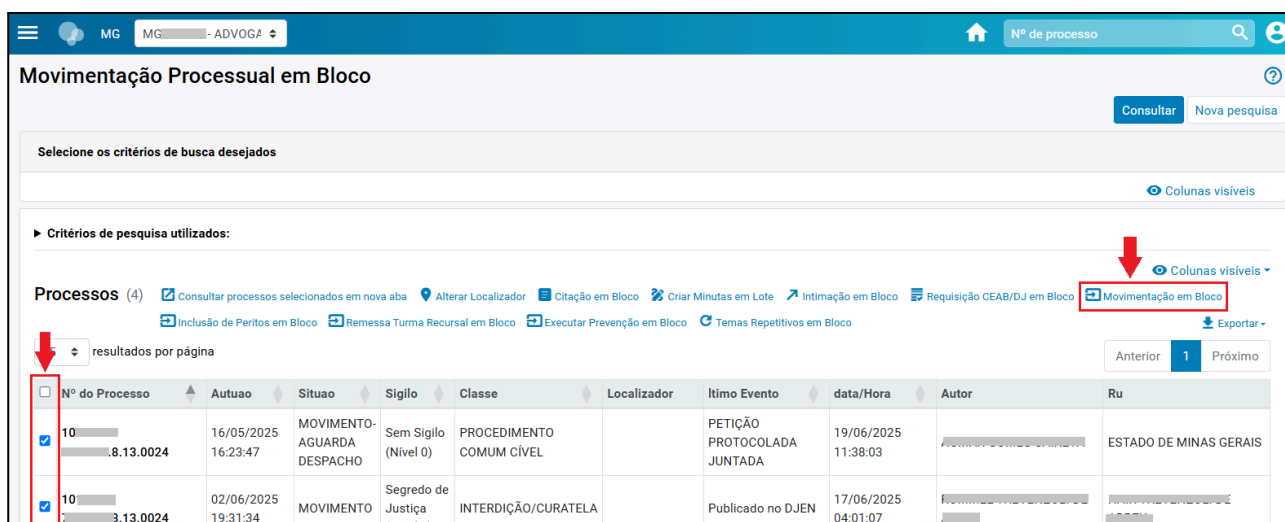 MG MG - ADVOGA Nº de processo
Movimentação Processual em Bloco
Consultar Nova pesquisa
Selecione os critérios de busca desejados
Colunas visíveis
Critérios de pesquisa utilizados:
Colunas visíveis
Processos (4) Consultar processos selecionados em nova aba Alterar Localizador Citação em Bloco Criar Minutas em Lote Intimação em Bloco Requisição CEAB/DJ em Bloco Movimentação em Bloco
Inclusão de Peritos em Bloco Remessa Turma Recursal em Bloco Executar Prevenção em Bloco Temas Repetitivos em Bloco Exportar
5 resultados por página Anterior 1 Próximo
Nº do Processo Autuao Situao Sigilo Classe Localizador ltimo Evento data/Hora Autor Ru
10 .8.13.0024 16/05/2025 16:23:47 MOVIMENTO-AGUARDA DESPACHO Sem Sigilo (Nível 0) PROCEDIMENTO COMUM CÍVEL PETIÇÃO PROTOCOLADA JUNTADA 19/06/2025 11:38:03 ESTADO DE MINAS GERAIS
10 8.13.0024 02/06/2025 19:31:34 MOVIMENTO Segredo de Justiça INTERDIÇÃO/CURATELA Publicado no DJEN 17/06/2025 04:01:07